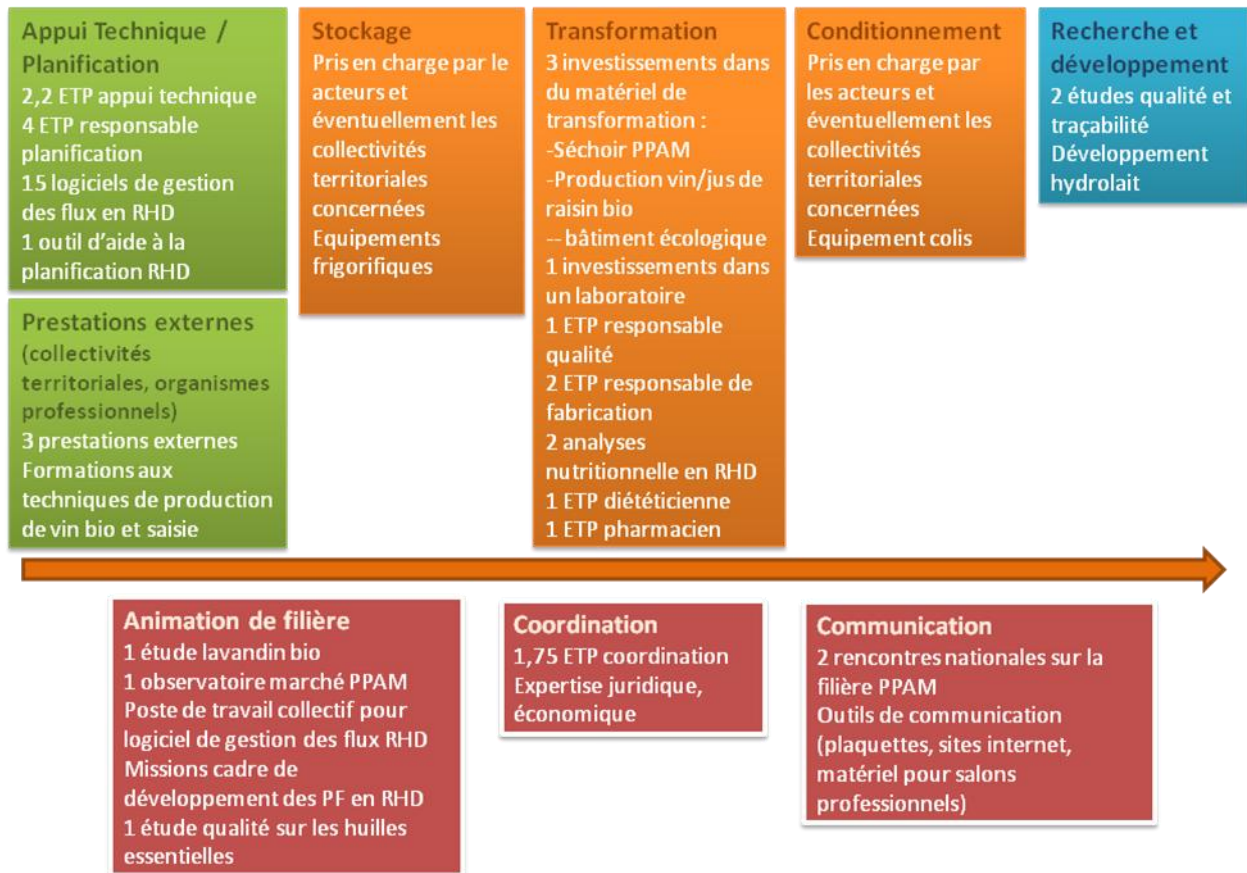 Appui Technique /
Planification
2,2 ETP appui technique
4 ETP responsable
planification
15 logiciels de gestion
des flux en RHD
1 outil d'aide à la
planification RHD
Prestations externes
(collectivités
territoriales, organismes
professionnels)
3 prestations externes
Formations aux
techniques de production
de vin bio et saisie
Stockage
Pris en charge par le
acteurs et
éventuellement les
collectivités
territoriales
concernées
Equipements
frigorifiques
Transformation
3 investissements dans
du matériel de
transformation :
-Séchoir PPAM
-Production vin/jus de
raisin bio
-- bâtiment écologique
1 investissements dans
un laboratoire
1 ETP responsable
qualité
2 ETP responsable de
fabrication
2 analyses
nutritionnelle en RHD
1 ETP diététicienne
1 ETP pharmacien
Conditionnement
Pris en charge par
les acteurs et
éventuellement les
collectivités
territoriales
concernées
Equipement colis
Recherche et
développement
2 études qualité et
traçabilité
Développement
hydrolait
Animation de filière
1 étude lavandin bio
1 observatoire marché PPAM
Poste de travail collectif pour
logiciel de gestion des flux RHD
Missions cadre de
développement des PF en RHD
1 étude qualité sur les huilles
essentielles
Coordination
1,75 ETP coordination
Expertise juridique,
économique
Communication
2 rencontres nationales sur la
filière PPAM
Outils de communication
(plaquettes, sites internet,
matériel pour salons
professionnels)